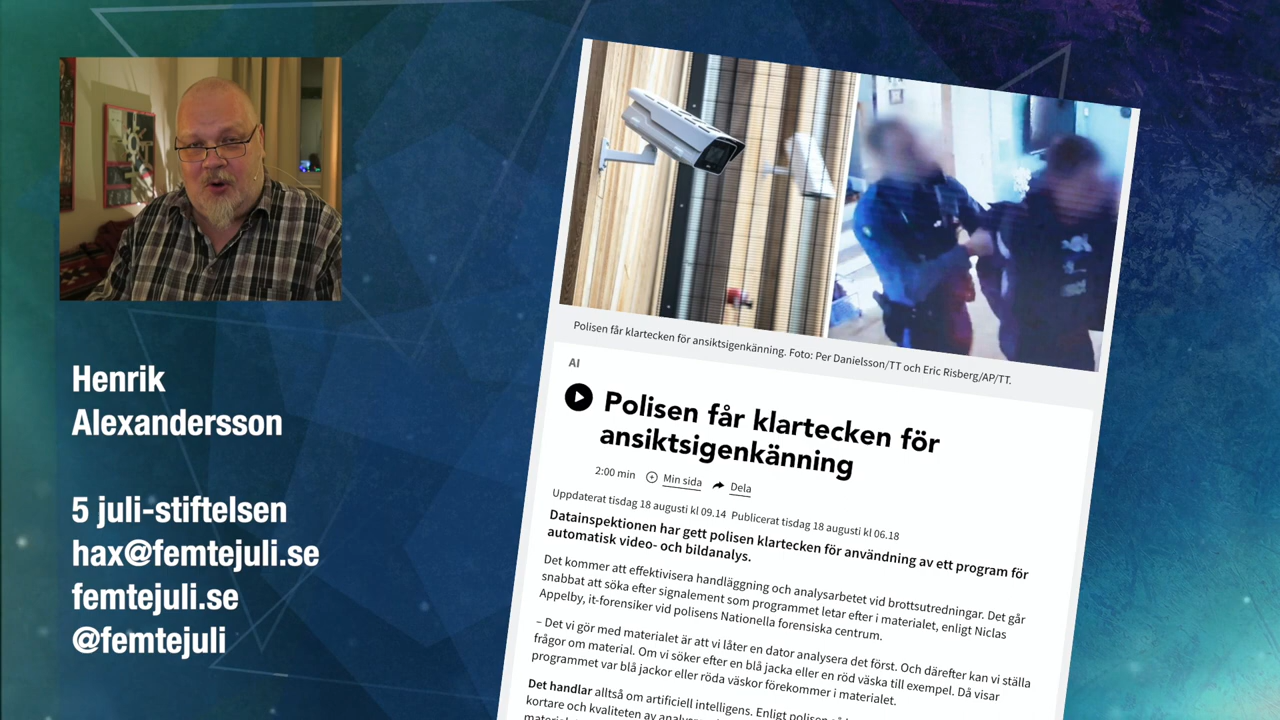 Henrik
Alexandersson
5 juli-stiftelsen
hax@femtejuli.se
femtejuli.se
@femtejuli
Polisen får klartecken för ansiktsigenkänning. Foto: Per Danielsson/TT och Eric Risberg/AP/TT.
AI
Polisen får klartecken för
ansiktsigenkänning
2:00 min Min sida Dela
Uppdaterat tisdag 18 augusti kl 09.14 Publicerat tisdag 18 augusti kl 06.18
Datainspektionen har gett polisen klartecken för användning av ett program för
automatisk video- och bildanalys.
Det kommer att effektivisera handläggning och analysarbetet vid brottsutredningar. Det går
snabbat att söka efter signalement som programmet letar efter i materialet, enligt Niclas
Appelby, it-forensiker vid polisens Nationella forensiska centrum.
– Det vi gör med materialet är att vi låter en dator analysera det först. Och därefter kan vi ställa
frågor om material. Om vi söker efter en blå jacka eller en röd väska till exempel. Då visar
programmet var blå jackor eller röda väskor förekommer i materialet.
Det handlar alltså om artificiell intelligens. Enligt polisen
kortare och kvaliteten av